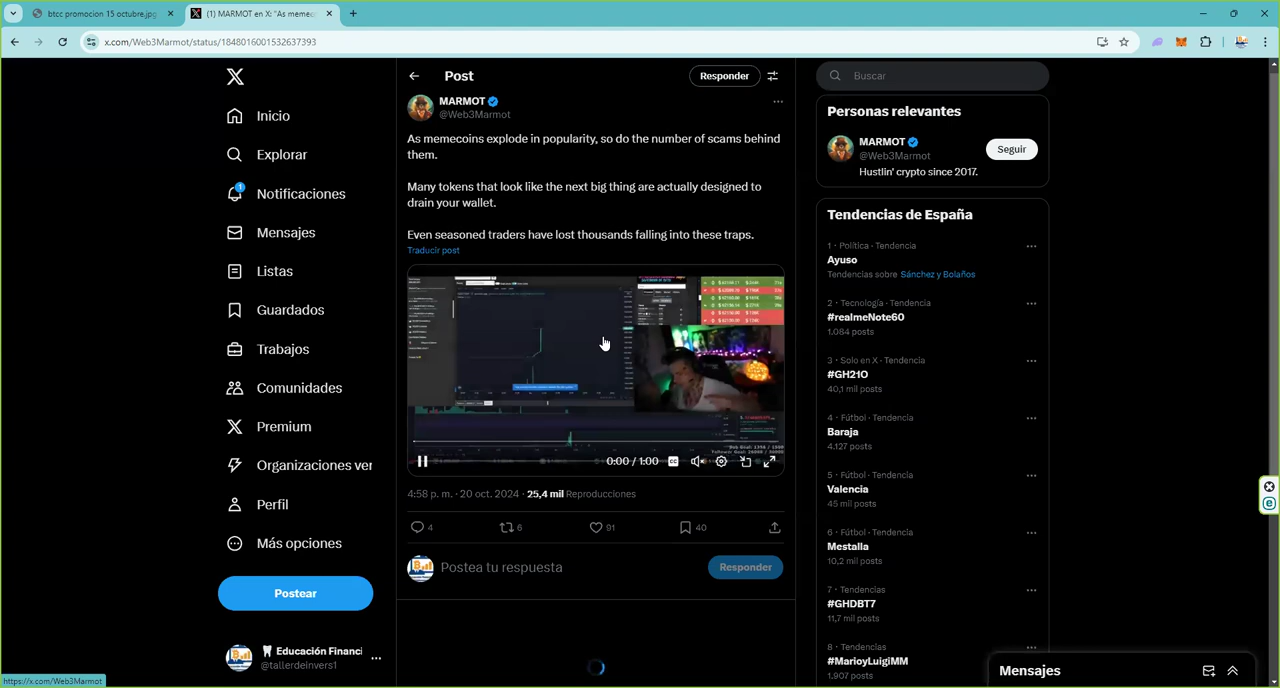 btcc promocion 15 octubre.jpg
(1) MARMOT en X: "As memec
x.com/Web3Marmot/status/1848016001532637393
Inicio
Explorar
1
Notificaciones
Mensajes
Listas
Guardados
Trabajos
Comunidades
Premium
Organizaciones ver
Perfil
Más opciones
Postear
Educación Financi
@tallerdeinvers1
https://x.com/Web3Marmot
Post
Responder
MARMOT
@Web3Marmot
As memecoins explode in popularity, so do the number of scams behind
them.
Many tokens that look like the next big thing are actually designed to
drain your wallet.
Even seasoned traders have lost thousands falling into these traps.
Traducir post
0:00 / 1:00
4:58 p. m. · 20 oct. 2024 · 25,4 mil Reproducciones
4 6 91 40
Postea tu respuesta
Responder
Buscar
Personas relevantes
MARMOT
@Web3Marmot
Seguir
Hustlin' crypto since 2017.
Tendencias de España
1 · Política · Tendencia
Ayuso
Tendencias sobre Sánchez y Bolaños
2 · Tecnología · Tendencia
#realmeNote60
1.084 posts
3 · Solo en X · Tendencia
#GH21O
40,1 mil posts
4 · Fútbol · Tendencia
Baraja
4.127 posts
5 · Fútbol · Tendencia
Valencia
45 mil posts
6 · Fútbol · Tendencia
Mestalla
10,2 mil posts
7 · Tendencias
#GHDBT7
11,7 mil posts
8 · Tendencias
#MarioyLuigiMM
1.907 posts
Mensajes